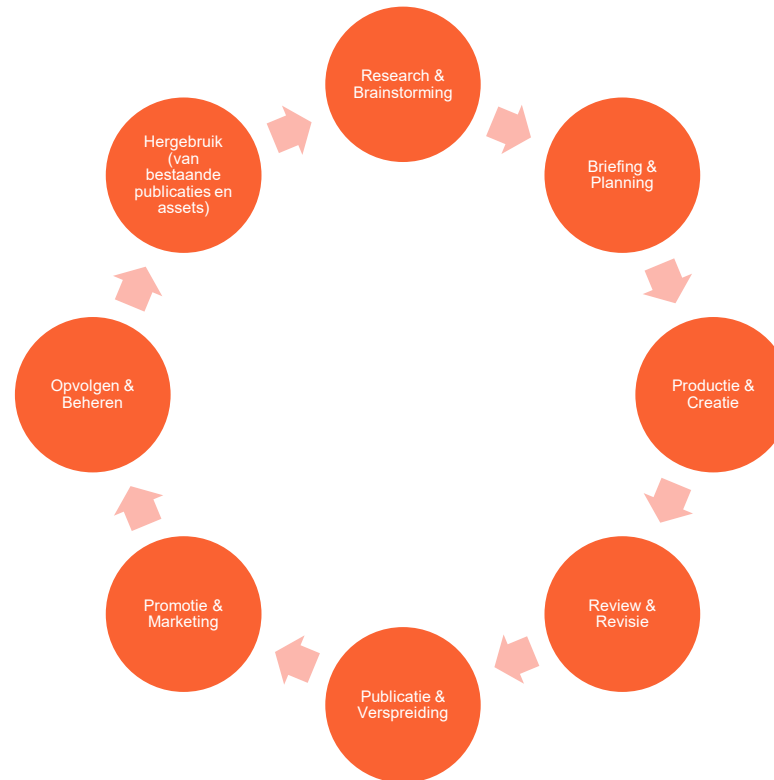 Research &
Brainstorming
Briefing &
Planning
Productie &
Creatie
Review &
Revisie
Publicatie &
Verspreiding
Promotie &
Marketing
Opvolgen &
Beheren
Hergebruik
(van
bestaande
publicaties en
assets)